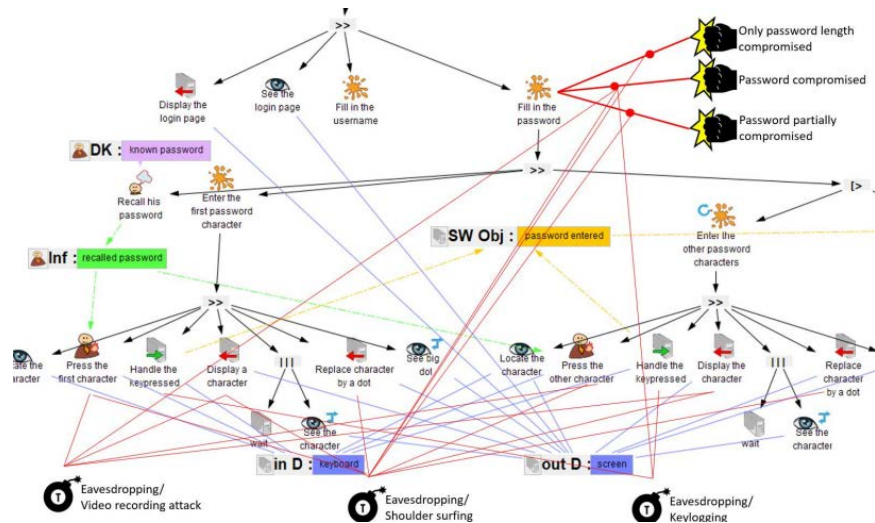 >>
Only password length
compromised
Display the
login page
See the
login page
Fill in the
username
Fill in the
password
Password compromised
Password partially
compromised
DK : known password
>>
[>
Recall his
password
Enter the
first password
character
SW Obj : password entered
Enter the
other password
characters
Inf : recalled password
>>
>>
ate the
aracter
Press the
first character
Handle the
keypressed
Display a
character
|||
Replace character
by a dot
See big
dot
Locate the
character
Press the
other character
Handle the
keypressed
Display the
character
|||
Replace
character
by a dot
wait
See the
character
wait
See the
character
in D : keyboard
out D : screen
T
Eavesdropping/
Video recording attack
T
Eavesdropping/
Shoulder surfing
T
Eavesdropping/
Keylogging